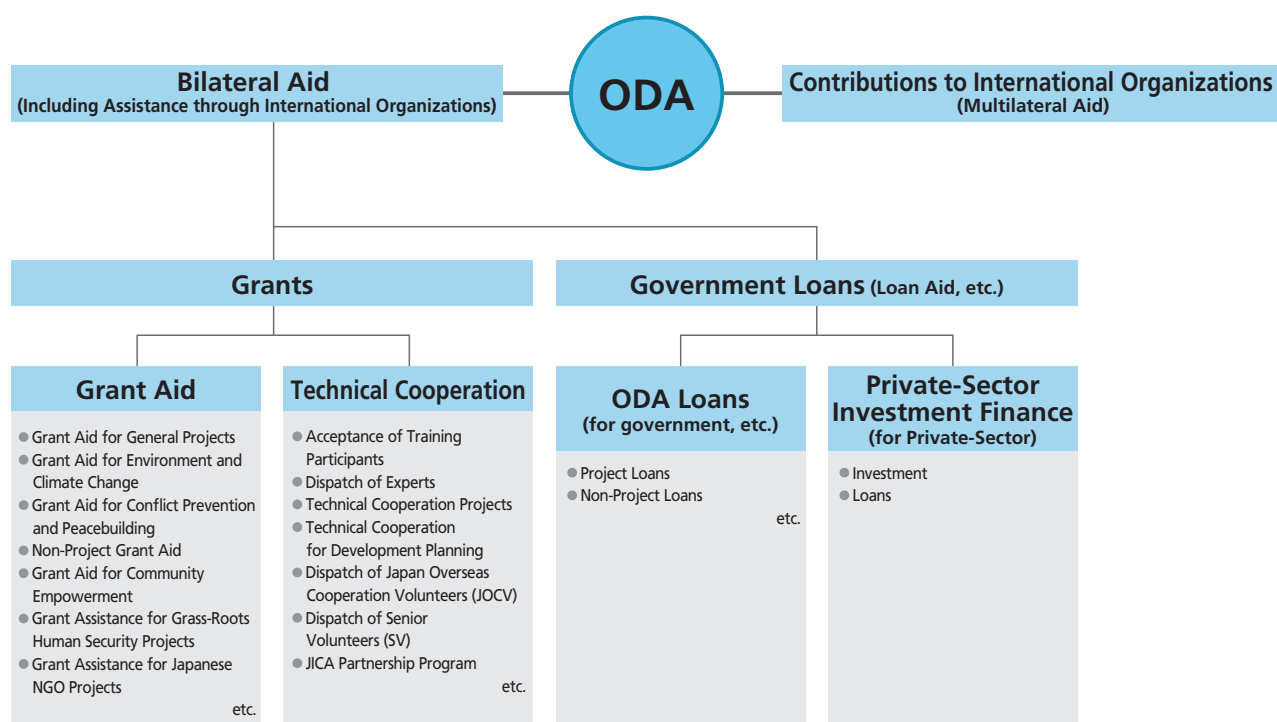 Bilateral Aid
(Including Assistance through International Organizations)
ODA
Contributions to International Organizations
(Multilateral Aid)
Grants
Government Loans (Loan Aid, etc.)
Grant Aid
● Grant Aid for General Projects
● Grant Aid for Environment and
Climate Change
● Grant Aid for Conflict Prevention
and Peacebuilding
● Non-Project Grant Aid
● Grant Aid for Community
Empowerment
● Grant Assistance for Grass-Roots
Human Security Projects
● Grant Assistance for Japanese
NGO Projects
etc.
Technical Cooperation
● Acceptance of Training
Participants
● Dispatch of Experts
● Technical Cooperation Projects
● Technical Cooperation
for Development Planning
● Dispatch of Japan Overseas
Cooperation Volunteers (JOCV)
● Dispatch of Senior
Volunteers (SV)
● JICA Partnership Program
etc.
ODA Loans
(for government, etc.)
● Project Loans
● Non-Project Loans
etc.
Private-Sector
Investment Finance
(for Private-Sector)
● Investment
● Loans